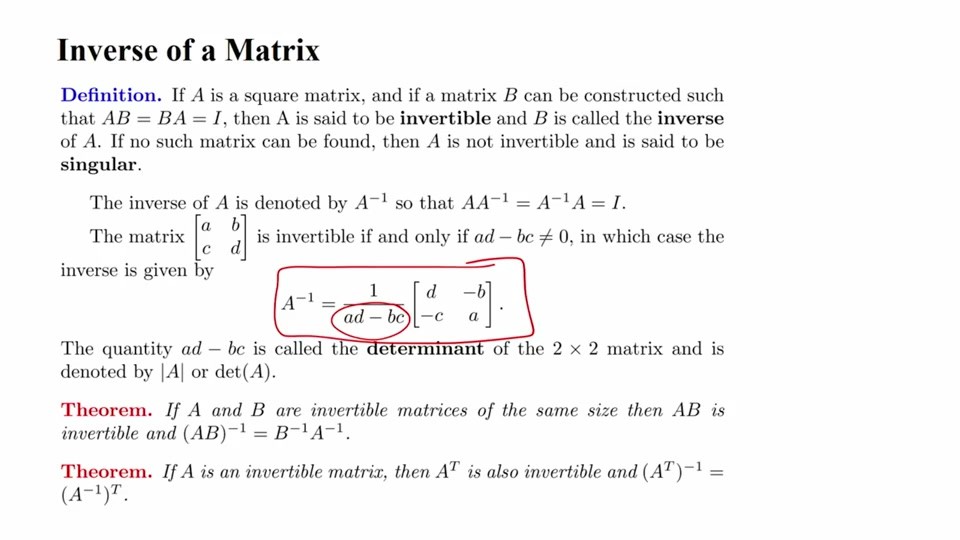 Inverse of a Matrix
Definition. If A is a square matrix, and if a matrix B can be constructed such
that AB = BA = I, then A is said to be invertible and B is called the inverse
of A. If no such matrix can be found, then A is not invertible and is said to be
singular.
The inverse of A is denoted by A⁻¹ so that AA⁻¹ = A⁻¹A = I.
The matrix [a b; c d] is invertible if and only if ad − bc ≠ 0, in which case the
inverse is given by
A⁻¹ = 1/(ad − bc) [d −b; −c a].
The quantity ad − bc is called the determinant of the 2 × 2 matrix and is
denoted by |A| or det(A).
Theorem. If A and B are invertible matrices of the same size then AB is
invertible and (AB)⁻¹ = B⁻¹A⁻¹.
Theorem. If A is an invertible matrix, then Aᵀ is also invertible and (Aᵀ)⁻¹ =
(A⁻¹)ᵀ.